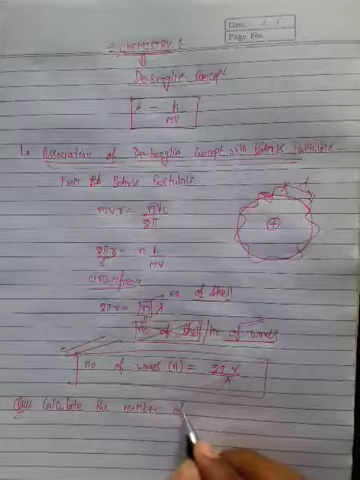 Date: / /
Page No.
: CHEMISTRY :
De-broglie Concept
λ = h/mv
1. Association of De-broglie Concept with Bohr's Postulate
From Bohr's Postulate
mvr = nh/2π
2πr = n h/mv
circumference
no of shell
2πr = n λ
no of shell/no of waves
no of waves (n) = 2πr/λ
Calculate the number of